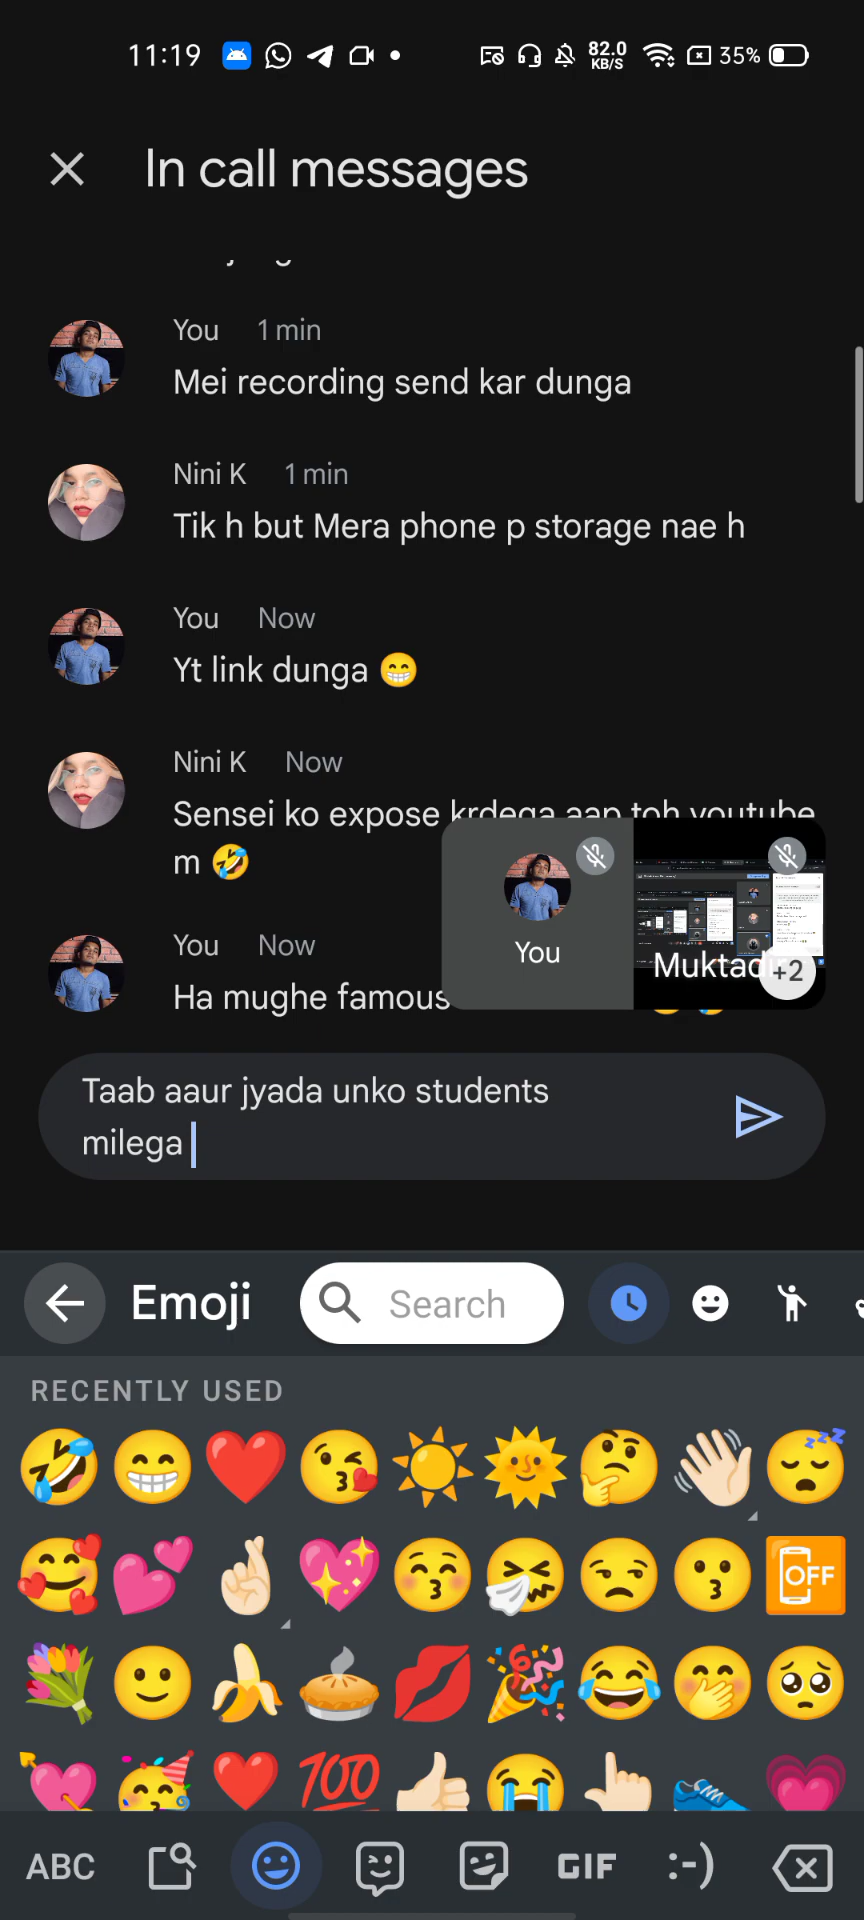 11:19
82.0
KB/S
35%
In call messages
You 1 min
Mei recording send kar dunga
Nini K 1 min
Tik h but Mera phone p storage nae h
You Now
Yt link dunga 😁
Nini K Now
Sensei ko expose krdega aap toh youtube
m 🤣
You Now
Ha mughe famous
You
Muktadir
+2
Taab aaur jyada unko students
milega
Emoji
Search
RECENTLY USED
OFF
100
ABC
GIF
:-)